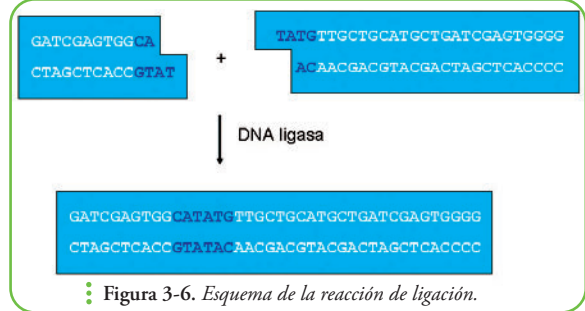 GATCGAGTGGCA
CTAGCTCACCGTAT
+
TATGTTGCTGCATGCTGATCGAGTGGGG
ACAACGACGTACGACTAGCTCACCCC
DNA ligasa
GATCGAGTGGCATATGTTGCTGCATGCTGATCGAGTGGGG
CTAGCTCACCGTATACAACGACGTACGACTAGCTCACCCC
Figura 3-6. Esquema de la reacción de ligación.